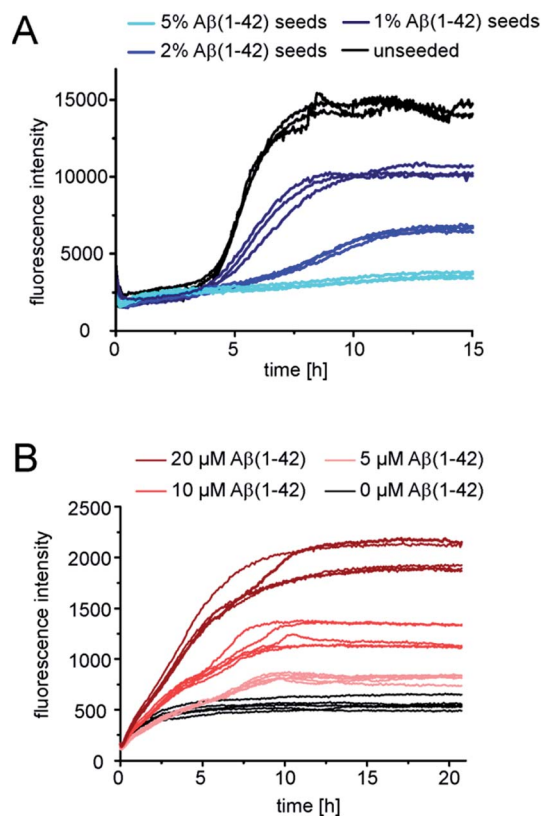 A
5% Aβ(1-42) seeds 1% Aβ(1-42) seeds
2% Aβ(1-42) seeds unseeded
15000
10000
5000
0
fluorescence intensity
0 5 10 15
time [h]
B
20 µM Aβ(1-42) 5 µM Aβ(1-42)
10 µM Aβ(1-42) 0 µM Aβ(1-42)
2500
2000
1500
1000
500
0
fluorescence intensity
0 5 10 15 20
time [h]